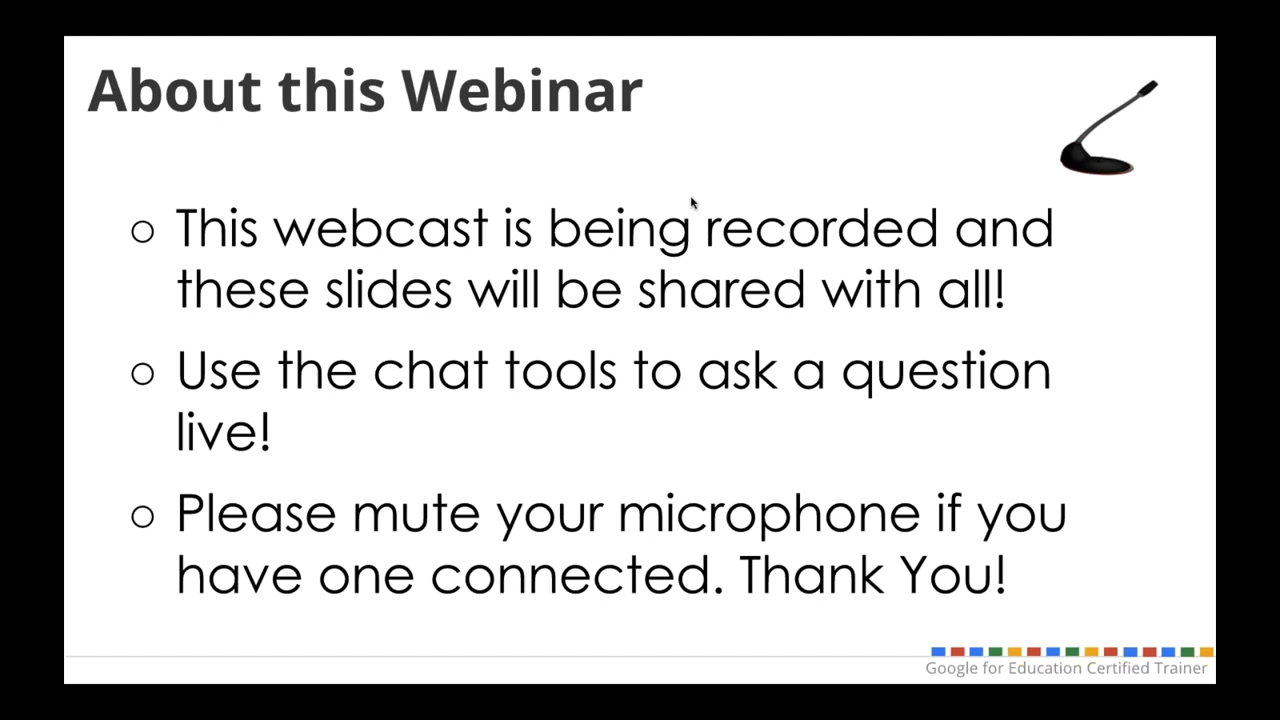 About this Webinar
○ This webcast is being recorded and
these slides will be shared with all!
○ Use the chat tools to ask a question
live!
○ Please mute your microphone if you
have one connected. Thank You!
Google for Education Certified Trainer